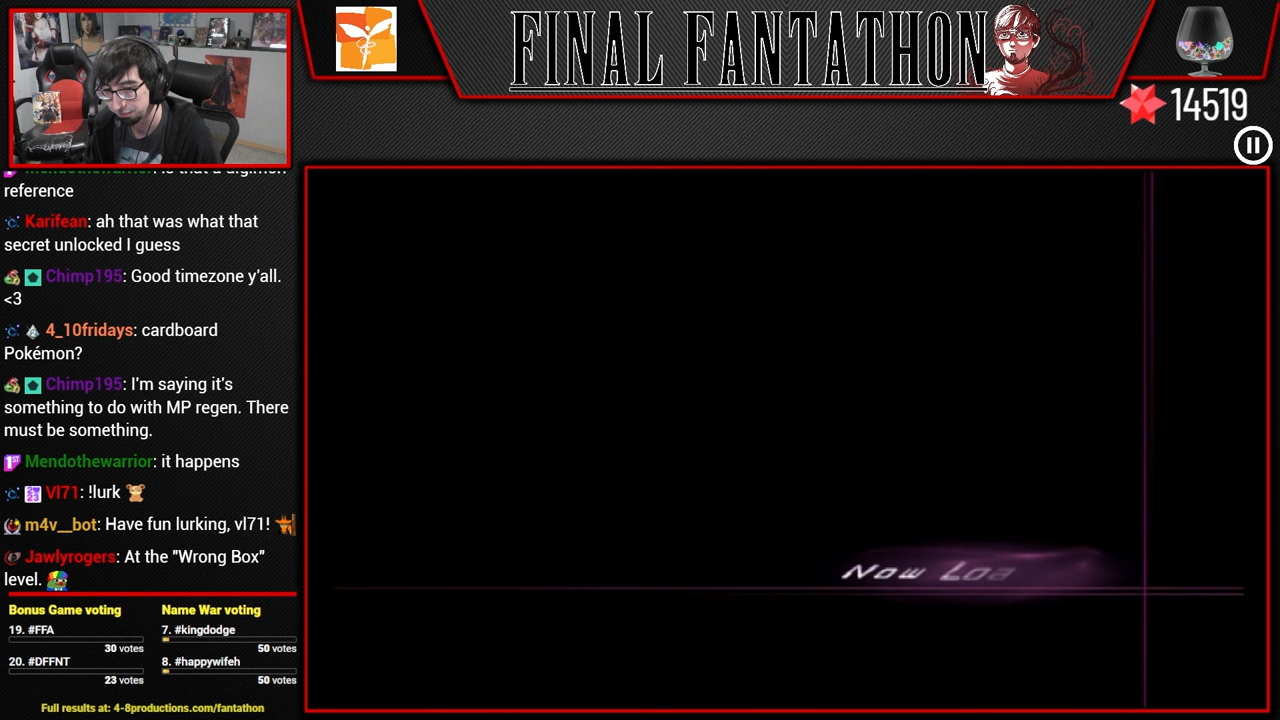 FINAL FANTATHON
14519
reference
Karifean: ah that was what that
secret unlocked I guess
Chimp195: Good timezone y'all.
<3
4_10fridays: cardboard
Pokémon?
Chimp195: I'm saying it's
something to do with MP regen. There
must be something.
1ST Mendothewarrior: it happens
Vl71: !lurk
m4v__bot: Have fun lurking, vl71!
Jawlyrogers: At the "Wrong Box"
level.
Bonus Game voting
19. #FFA
30 votes
20. #DFFNT
23 votes
Name War voting
7. #kingdodge
50 votes
8. #happywifeh
50 votes
Full results at: 4-8productions.com/fantathon
Now Loa